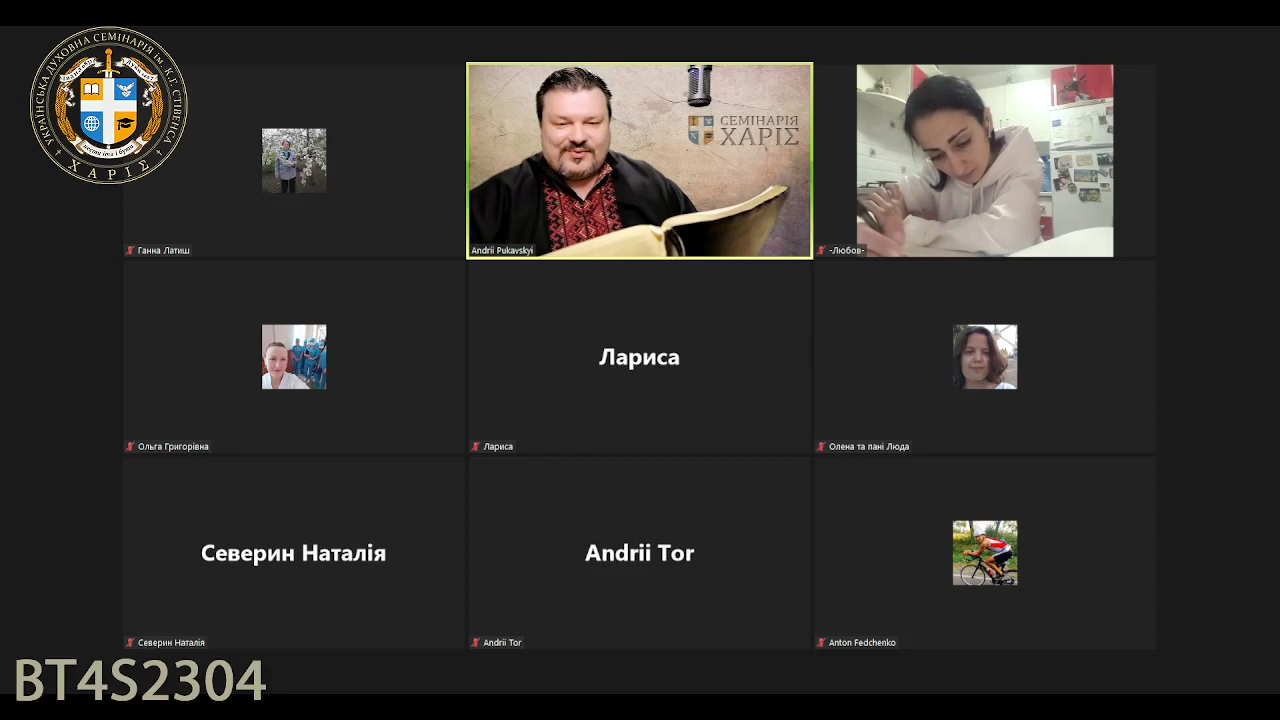 УКРАЇНСЬКА ДУХОВНА СЕМІНАРІЯ ім. К.Г. СТІВЕНСА
ХАРІС
СЕМІНАРІЯ
ХАРІΣ
Ганна Латиш
Andrii Pukavskyi
-Любов-
Лариса
Ольга Григорівна
Лариса
Олена та пані Люда
Северин Наталія
Andrii Tor
Северин Наталія
Andrii Tor
Anton Fedchenko
BT4S2304